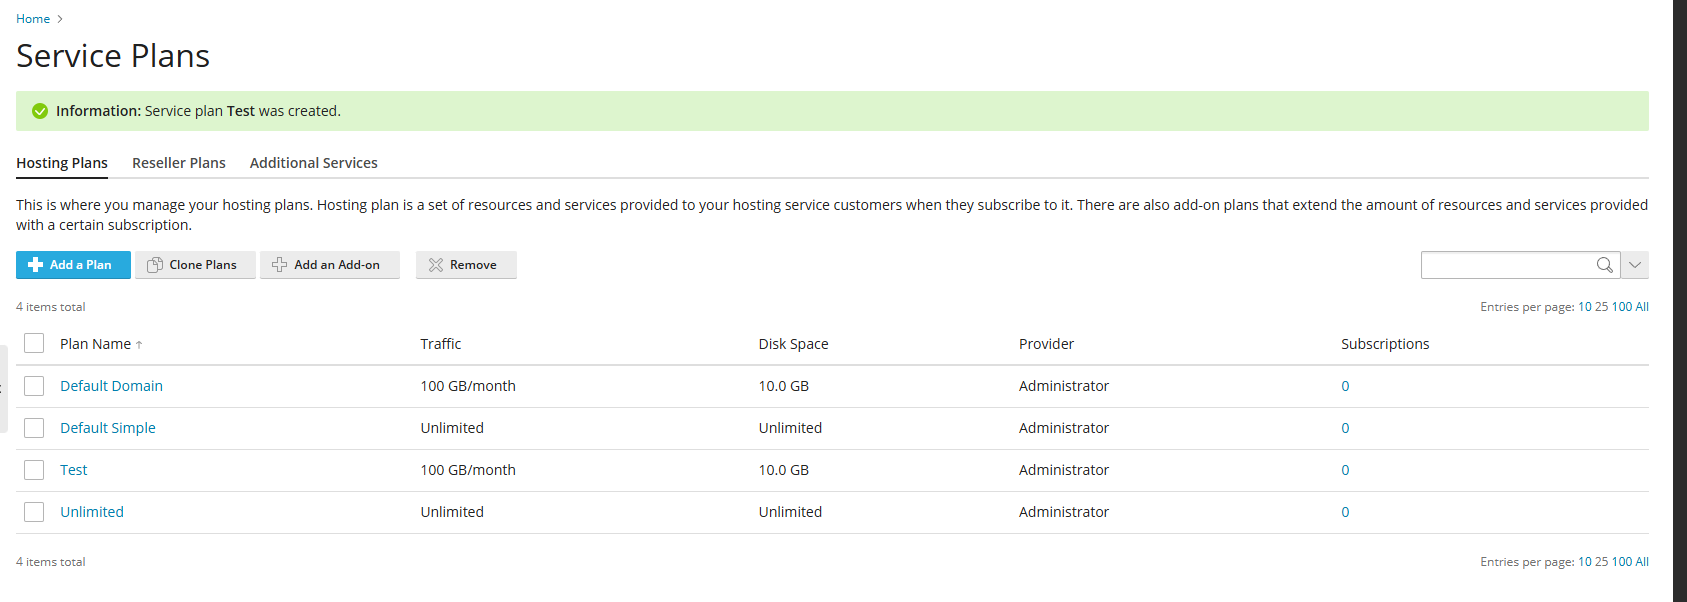 Home >
Service Plans
Information: Service plan Test was created.
Hosting Plans Reseller Plans Additional Services
This is where you manage your hosting plans. Hosting plan is a set of resources and services provided to your hosting service customers when they subscribe to it. There are also add-on plans that extend the amount of resources and services provided
with a certain subscription.
Add a Plan Clone Plans Add an Add-on Remove
4 items total Entries per page: 10 25 100 All
Plan Name ↑ Traffic Disk Space Provider Subscriptions
Default Domain 100 GB/month 10.0 GB Administrator 0
Default Simple Unlimited Unlimited Administrator 0
Test 100 GB/month 10.0 GB Administrator 0
Unlimited Unlimited Unlimited Administrator 0
4 items total Entries per page: 10 25 100 All